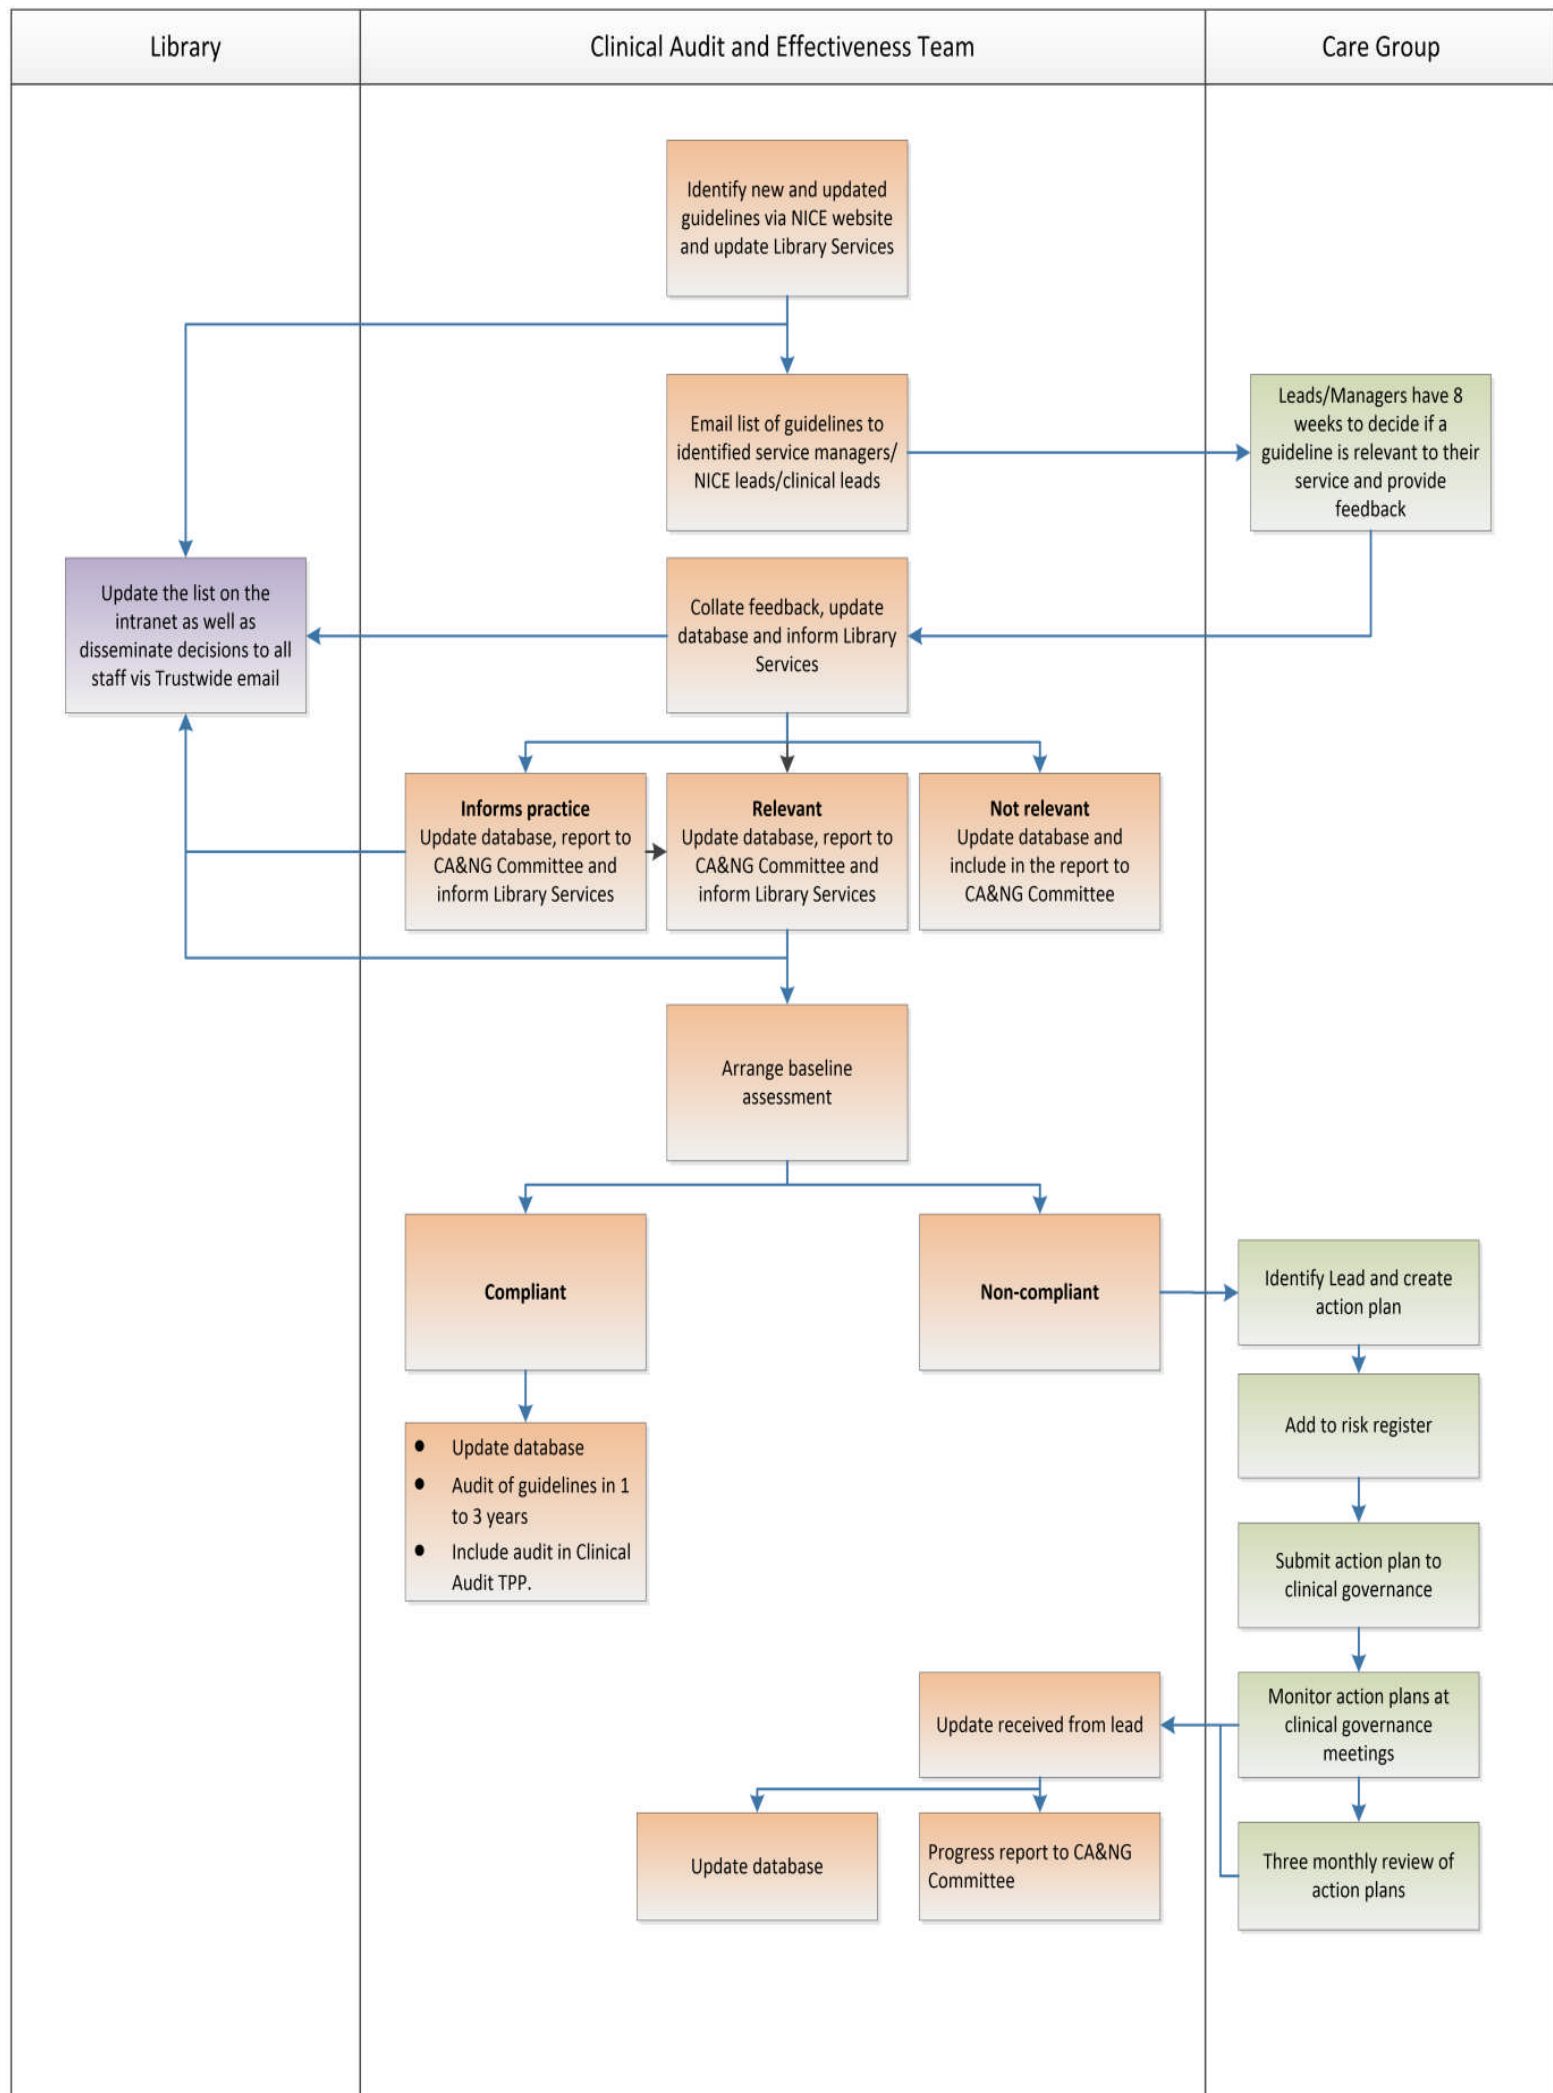 Library
Clinical Audit and Effectiveness Team
Care Group
Identify new and updated
guidelines via NICE website
and update Library Services
Email list of guidelines to
identified service managers/
NICE leads/clinical leads
Leads/Managers have 8
weeks to decide if a
guideline is relevant to their
service and provide
feedback
Update the list on the
intranet as well as
disseminate decisions to all
staff vis Trustwide email
Collate feedback, update
database and inform Library
Services
Informs practice
Update database, report to
CA&NG Committee and
inform Library Services
Relevant
Update database, report to
CA&NG Committee and
inform Library Services
Not relevant
Update database and
include in the report to
CA&NG Committee
Arrange baseline
assessment
Compliant
Non-compliant
Identify Lead and create
action plan
Add to risk register
• Update database
• Audit of guidelines in 1
to 3 years
• Include audit in Clinical
Audit TPP.
Submit action plan to
clinical governance
Monitor action plans at
clinical governance
meetings
Update received from lead
Update database
Progress report to CA&NG
Committee
Three monthly review of
action plans